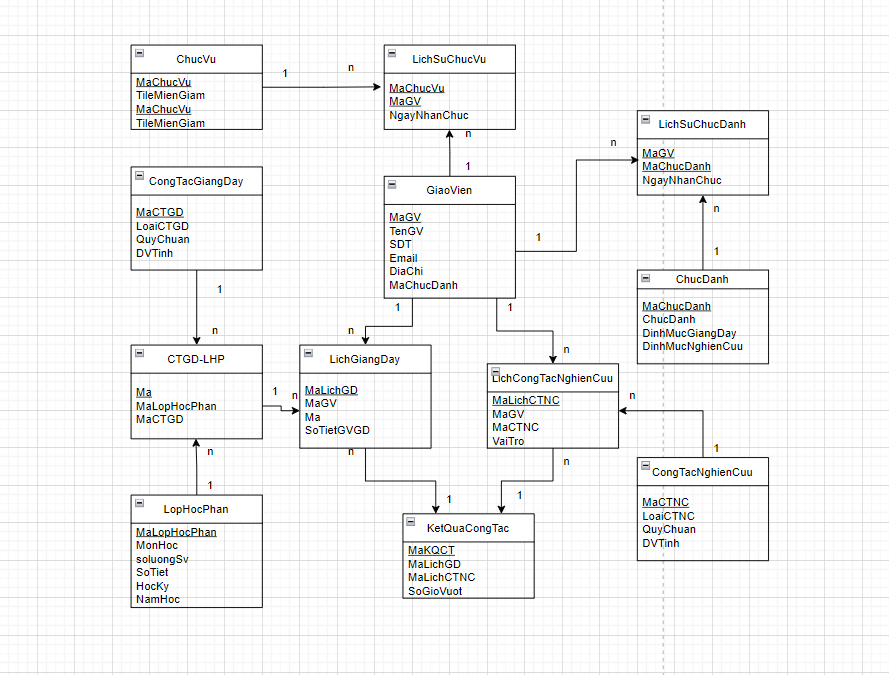 ChucVu
MaChucVu
TileMienGiam
MaChucVu
TileMienGiam
1
n
LichSuChucVu
MaChucVu
MaGV
NgayNhanChuc
n
1
LichSuChucDanh
MaGV
MaChucDanh
NgayNhanChuc
n
n
1
CongTacGiangDay
MaCTGD
LoaiCTGD
QuyChuan
DVTinh
1
n
GiaoVien
MaGV
TenGV
SDT
Email
DiaChi
MaChucDanh
1
1
n
1
n
ChucDanh
MaChucDanh
ChucDanh
DinhMucGiangDay
DinhMucNghienCuu
CTGD-LHP
Ma
MaLopHocPhan
MaCTGD
1
n
n
1
LichGiangDay
MaLichGD
MaGV
Ma
SoTietGVGD
n
1
LichCongTacNghienCuu
MaLichCTNC
MaGV
MaCTNC
VaiTro
n
1
n
1
CongTacNghienCuu
MaCTNC
LoaiCTNC
QuyChuan
DVTinh
LopHocPhan
MaLopHocPhan
MonHoc
soluongSv
SoTiet
HocKy
NamHoc
KetQuaCongTac
MaKQCT
MaLichGD
MaLichCTNC
SoGioVuot